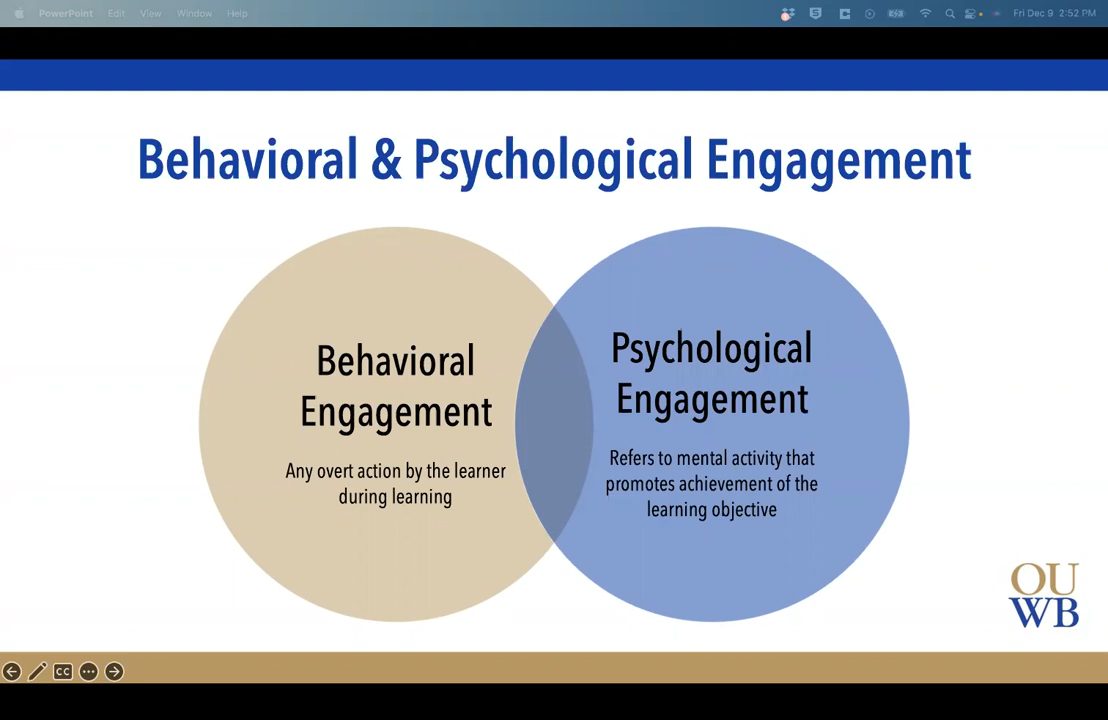 PowerPoint Edit View Window Help Fri Dec 9 2:52 PM
Behavioral & Psychological Engagement
Behavioral
Engagement
Any overt action by the learner
during learning
Psychological
Engagement
Refers to mental activity that
promotes achievement of the
learning objective
OU
WB
CC